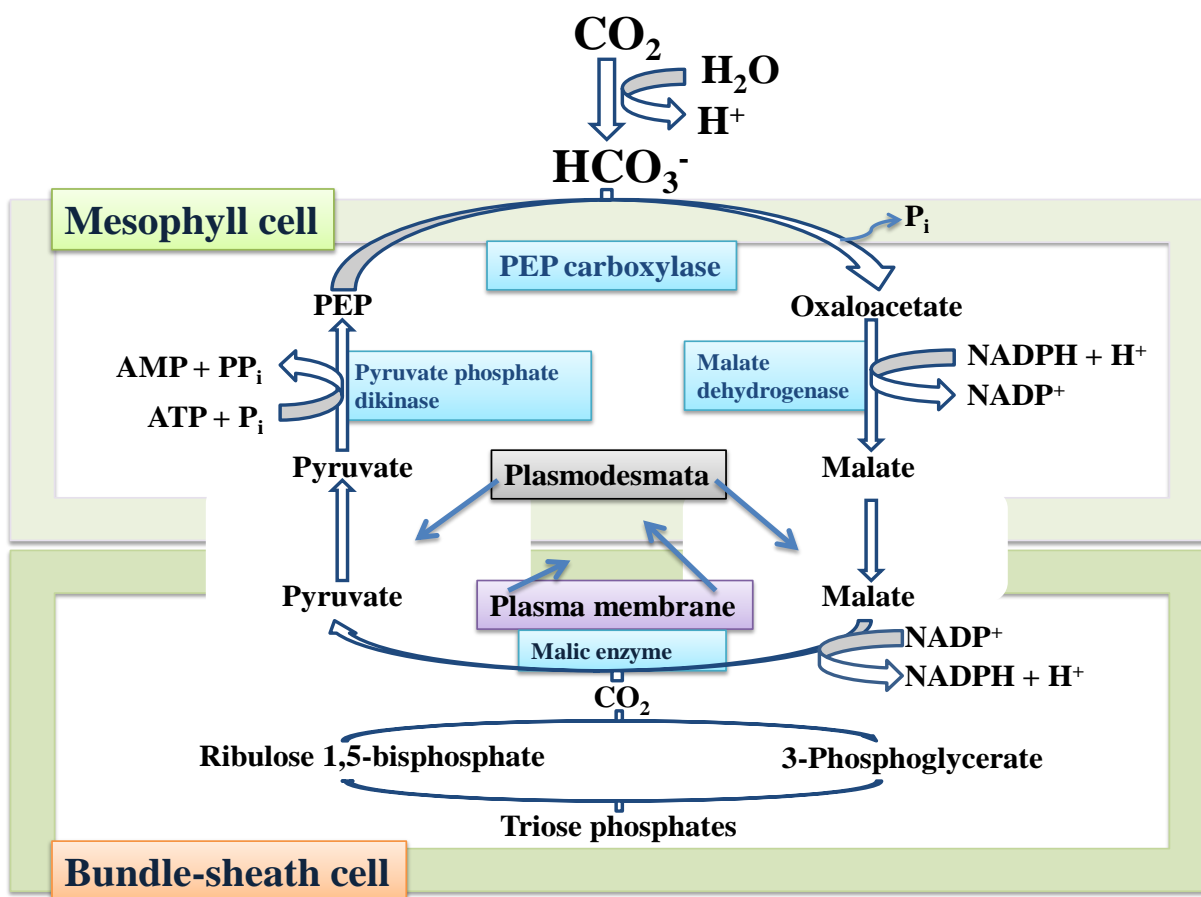 CO₂
H₂O
H⁺
HCO₃⁻
Mesophyll cell
Pᵢ
PEP carboxylase
PEP
Oxaloacetate
AMP + PPᵢ
Pyruvate phosphate
dikinase
ATP + Pᵢ
Malate
dehydrogenase
NADPH + H⁺
NADP⁺
Pyruvate
Plasmodesmata
Malate
Pyruvate
Plasma membrane
Malate
Malic enzyme
NADP⁺
NADPH + H⁺
CO₂
Ribulose 1,5-bisphosphate
3-Phosphoglycerate
Triose phosphates
Bundle-sheath cell